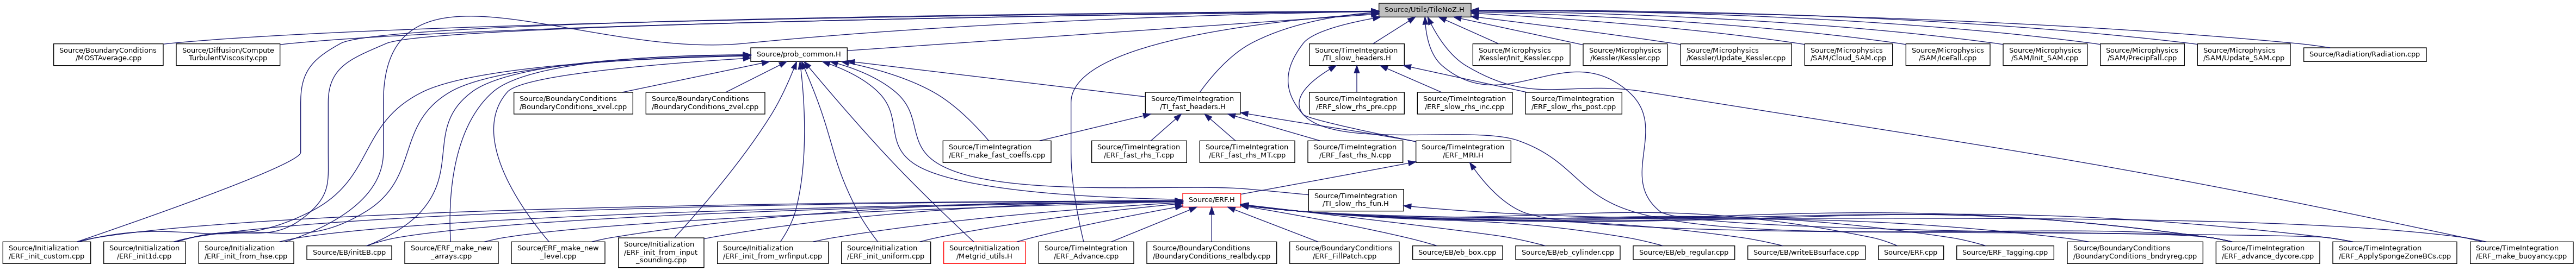 Source/Utils/TileNoZ.H
Source/BoundaryConditions
/MOSTAverage.cpp
Source/Diffusion/Compute
TurbulentViscosity.cpp
Source/prob_common.H
Source/TimeIntegration
/TI_slow_headers.H
Source/Microphysics
/Kessler/Init_Kessler.cpp
Source/Microphysics
/Kessler/Kessler.cpp
Source/Microphysics
/Kessler/Update_Kessler.cpp
Source/Microphysics
/SAM/Cloud_SAM.cpp
Source/Microphysics
/SAM/IceFall.cpp
Source/Microphysics
/SAM/Init_SAM.cpp
Source/Microphysics
/SAM/PrecipFall.cpp
Source/Microphysics
/SAM/Update_SAM.cpp
Source/Radiation/Radiation.cpp
Source/BoundaryConditions
/BoundaryConditions_xvel.cpp
Source/BoundaryConditions
/BoundaryConditions_zvel.cpp
Source/TimeIntegration
/TI_fast_headers.H
Source/TimeIntegration
/ERF_slow_rhs_pre.cpp
Source/TimeIntegration
/ERF_slow_rhs_inc.cpp
Source/TimeIntegration
/ERF_slow_rhs_post.cpp
Source/TimeIntegration
/ERF_make_fast_coeffs.cpp
Source/TimeIntegration
/ERF_fast_rhs_T.cpp
Source/TimeIntegration
/ERF_fast_rhs_MT.cpp
Source/TimeIntegration
/ERF_fast_rhs_N.cpp
Source/TimeIntegration
/ERF_MRI.H
Source/ERF.H
Source/TimeIntegration
/TI_slow_rhs_fun.H
Source/Initialization
/ERF_init_custom.cpp
Source/Initialization
/ERF_init1d.cpp
Source/Initialization
/ERF_init_from_hse.cpp
Source/EB/initEB.cpp
Source/ERF_make_new
_arrays.cpp
Source/ERF_make_new
_level.cpp
Source/Initialization
/ERF_init_from_input
_sounding.cpp
Source/Initialization
/ERF_init_from_wrfinput.cpp
Source/Initialization
/ERF_init_uniform.cpp
Source/Initialization
/Metgrid_utils.H
Source/TimeIntegration
/ERF_Advance.cpp
Source/BoundaryConditions
/BoundaryConditions_realbdy.cpp
Source/BoundaryConditions
/ERF_FillPatch.cpp
Source/EB/eb_box.cpp
Source/EB/eb_cylinder.cpp
Source/EB/eb_regular.cpp
Source/EB/writeEBsurface.cpp
Source/ERF.cpp
Source/ERF_Tagging.cpp
Source/BoundaryConditions
/BoundaryConditions_bndryreg.cpp
Source/TimeIntegration
/ERF_advance_dycore.cpp
Source/TimeIntegration
/ERF_ApplySpongeZoneBCs.cpp
Source/TimeIntegration
/ERF_make_buoyancy.cpp